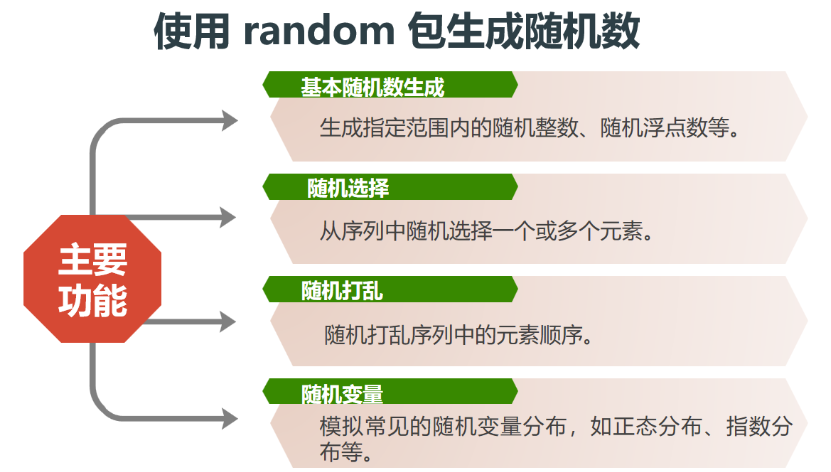 使用 random 包生成随机数
主要
功能
基本随机数生成
生成指定范围内的随机整数、随机浮点数等。
随机选择
从序列中随机选择一个或多个元素。
随机打乱
随机打乱序列中的元素顺序。
随机变量
模拟常见的随机变量分布，如正态分布、指数分
布等。